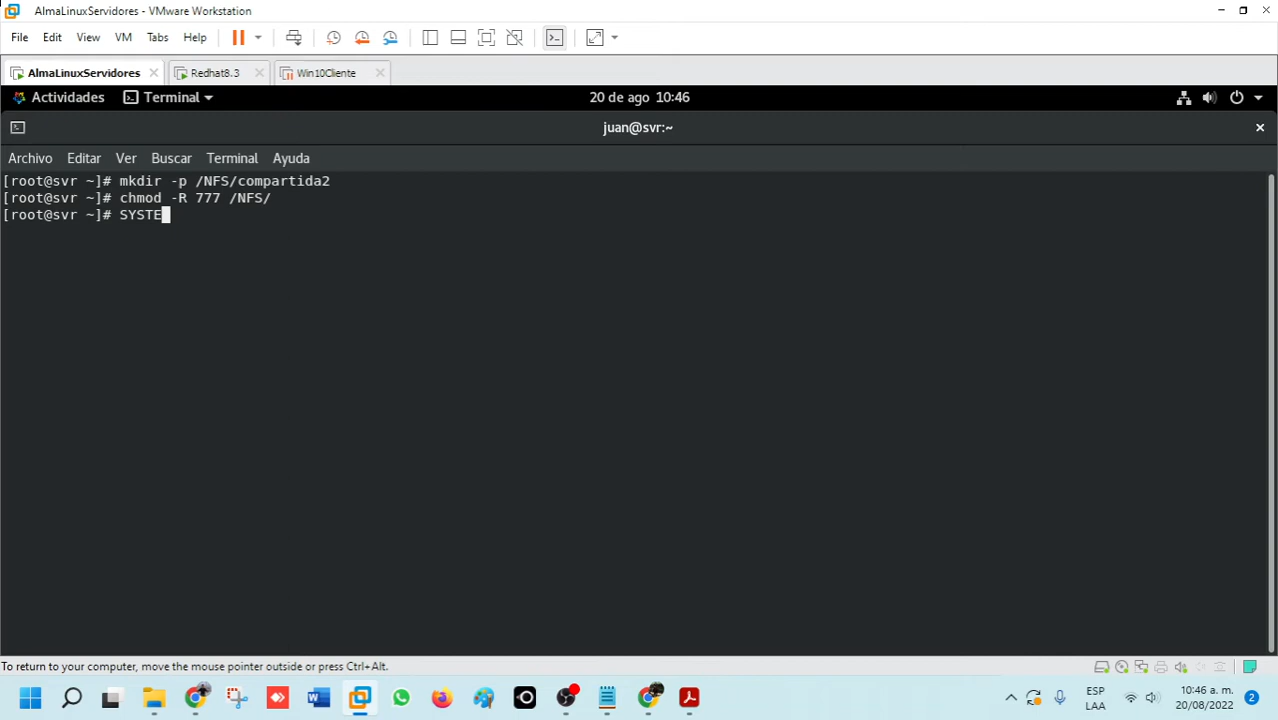 AlmaLinuxServidores - VMware Workstation
File Edit View VM Tabs Help
AlmaLinuxServidores Redhat8.3 Win10Cliente
Actividades Terminal 20 de ago 10:46
juan@svr:~
Archivo Editar Ver Buscar Terminal Ayuda
[root@svr ~]# mkdir -p /NFS/compartida2
[root@svr ~]# chmod -R 777 /NFS/
[root@svr ~]# SYSTE
To return to your computer, move the mouse pointer outside or press Ctrl+Alt.
ESP 10:46 a. m.
LAA 20/08/2022 2